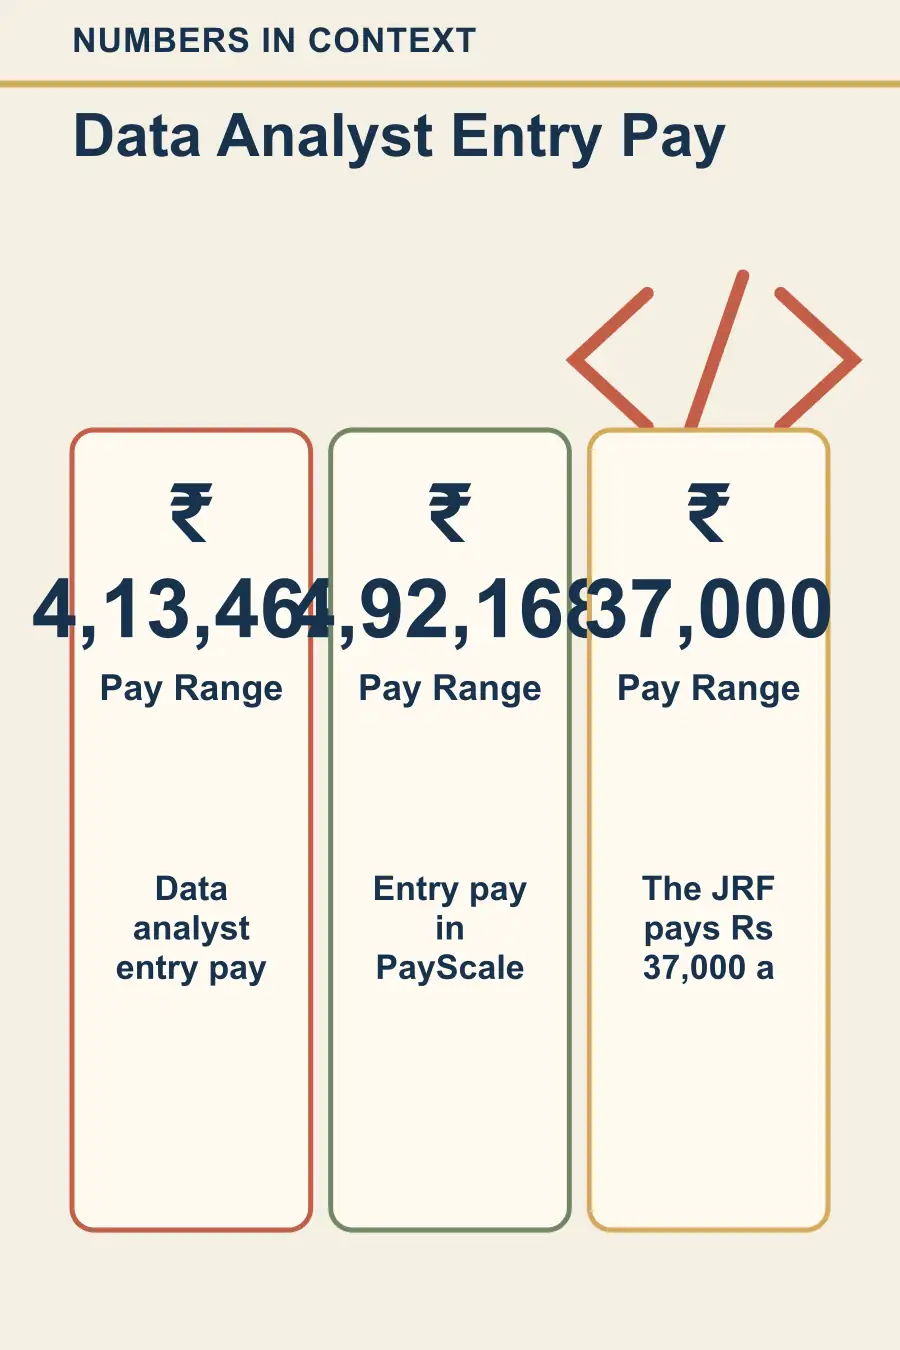 NUMBERS IN CONTEXT
Data Analyst Entry Pay
₹
4,13,46
Pay Range
Data
analyst
entry pay
₹
4,92,168
Pay Range
Entry pay
in
PayScale
₹
37,000
Pay Range
The JRF
pays Rs
37,000 a